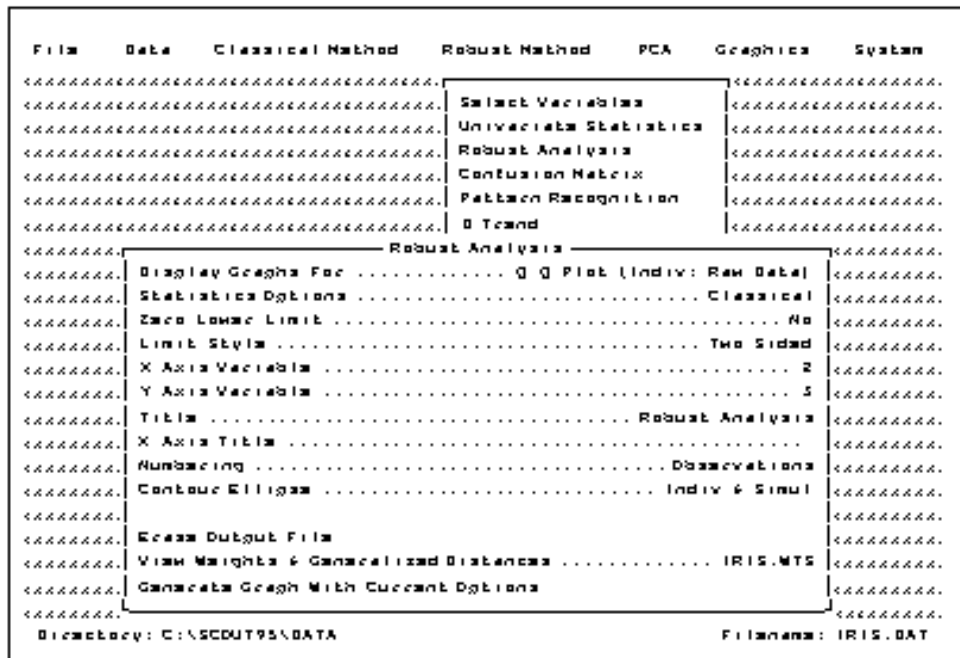 File Data Classical Method Robust Method PCA Graphics System
Select Variables
Univariate Statistics
Robust Analysis
Confusion Matrix
Pattern Recognition
D Trend
Robust Analysis
Display Graphs For ............. Q Q Plot (Indiv: Raw Data)
Statistics Options .................................. Classical
Zero Lower Limit ............................................ No
Limit Style ......................................... Two Sided
X Axis Variable .............................................. 2
Y Axis Variable .............................................. 3
Title ......................................... Robust Analysis
X Axis Title ..............................................
Numbering ........................................ Observations
Contour Ellipse ................................ Indiv & Simul
Erase Output File
View Weights & Generalized Distances .............. IRIS.WTS
Generate Graph With Current Options
Directory: C:\SCOUT95\DATA Filename: IRIS.DAT